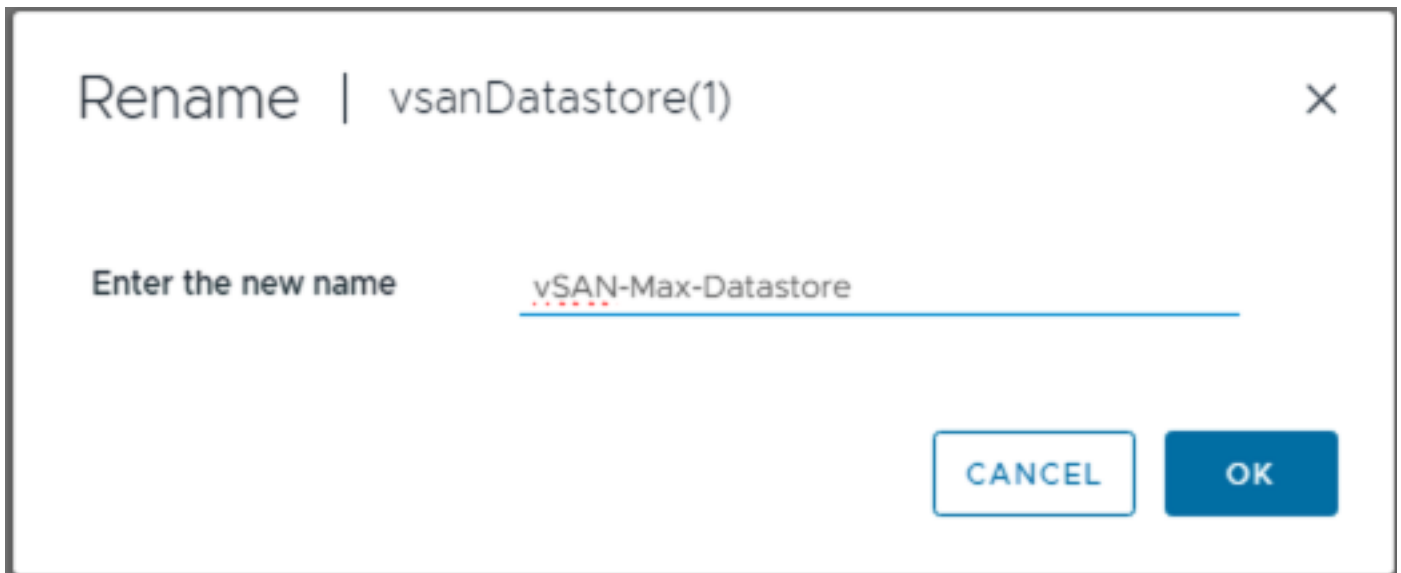 Rename | vsanDatastore(1)
Enter the new name vSAN-Max-Datastore
CANCEL OK